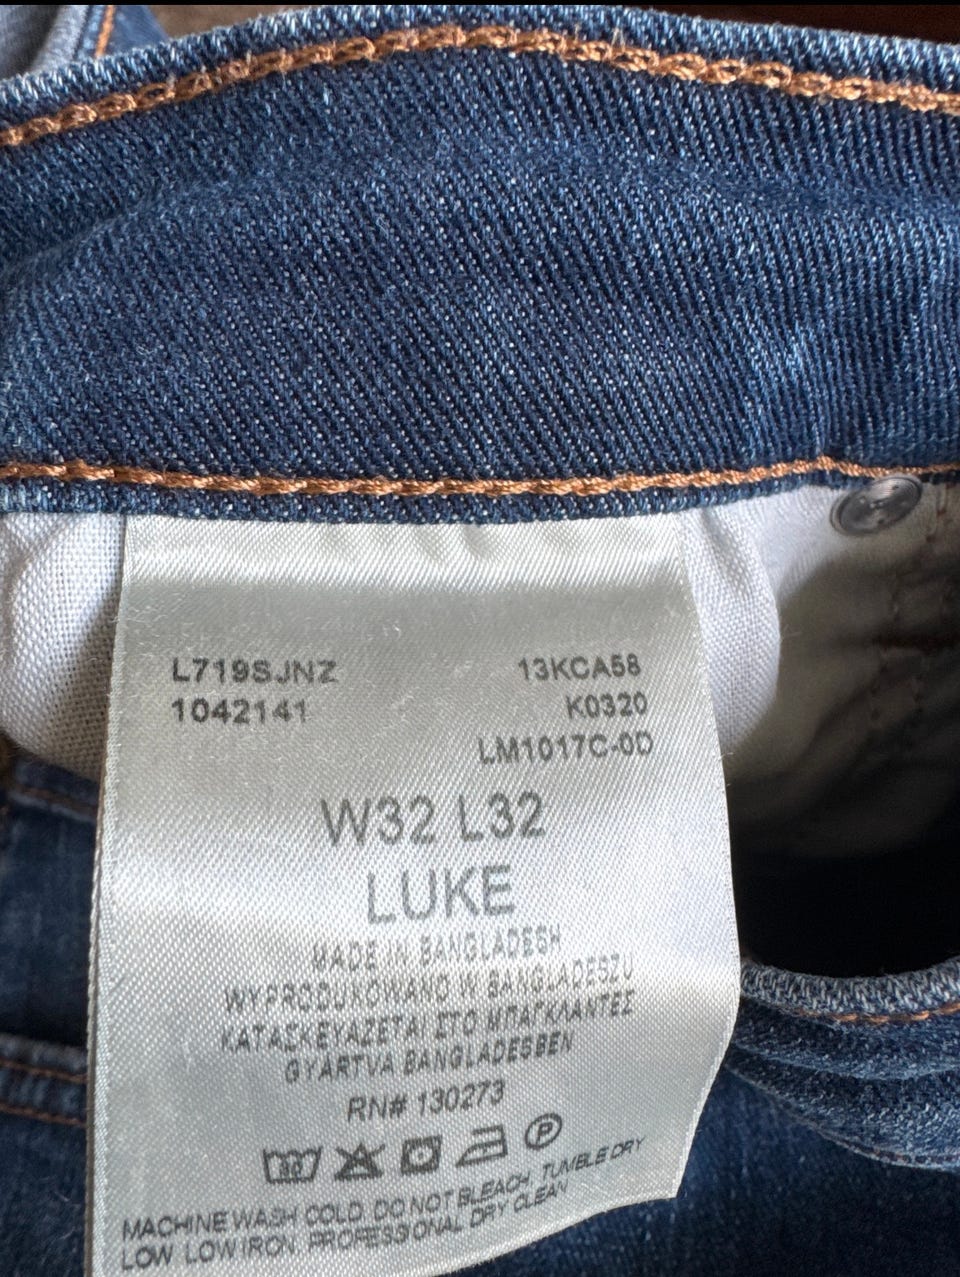 L719SJNZ 13KCA58
1042141 K0320
LM1017C-0D
W32 L32
LUKE
MADE IN BANGLADESH
WYPRODUKOWANO W BANGLADESZU
ΚΑΤΑΣΚΕΥΑΖΕΤΑΙ ΣΤΟ ΜΠΑΓΚΛΑΝΤΕΣ
GYARTVA BANGLADESBEN
RN# 130273
30 P
MACHINE WASH COLD. DO NOT BLEACH. TUMBLE DRY
LOW. LOW IRON. PROFESSIONAL DRY CLEAN